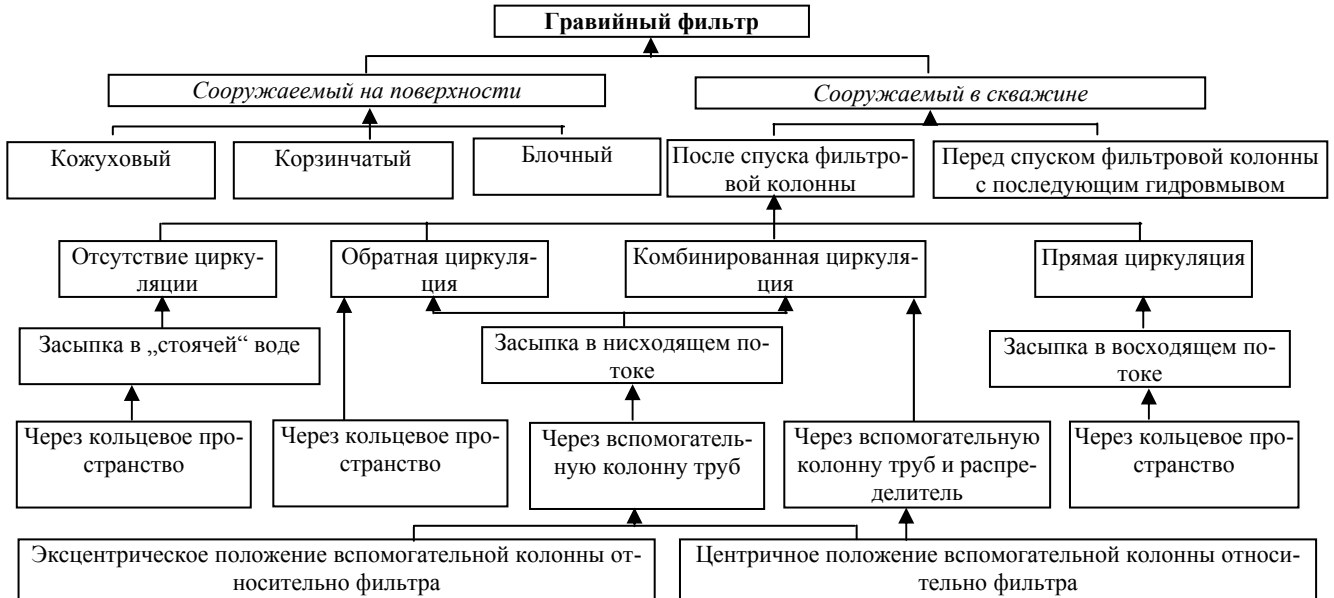 Гравийный фильтр
Сооружаеемый на поверхности
Сооружаемый в скважине
Кожуховый
Корзинчатый
Блочный
После спуска фильтро-
вой колонны
Перед спуском фильтровой колонны
с последующим гидровмывом
Отсутствие цирку-
ляции
Обратная циркуля-
ция
Комбинированная циркуля-
ция
Прямая циркуляция
Засыпка в „стоячей“ воде
Засыпка в нисходящем по-
токе
Засыпка в восходящем по-
токе
Через кольцевое про-
странство
Через кольцевое про-
странство
Через вспомогатель-
ную колонну труб
Через вспомогательную
колонну труб и распре-
делитель
Через кольцевое про-
странство
Эксцентрическое положение вспомогательной колонны от-
носительно фильтра
Центричное положение вспомогательной колонны относи-
тельно фильтра